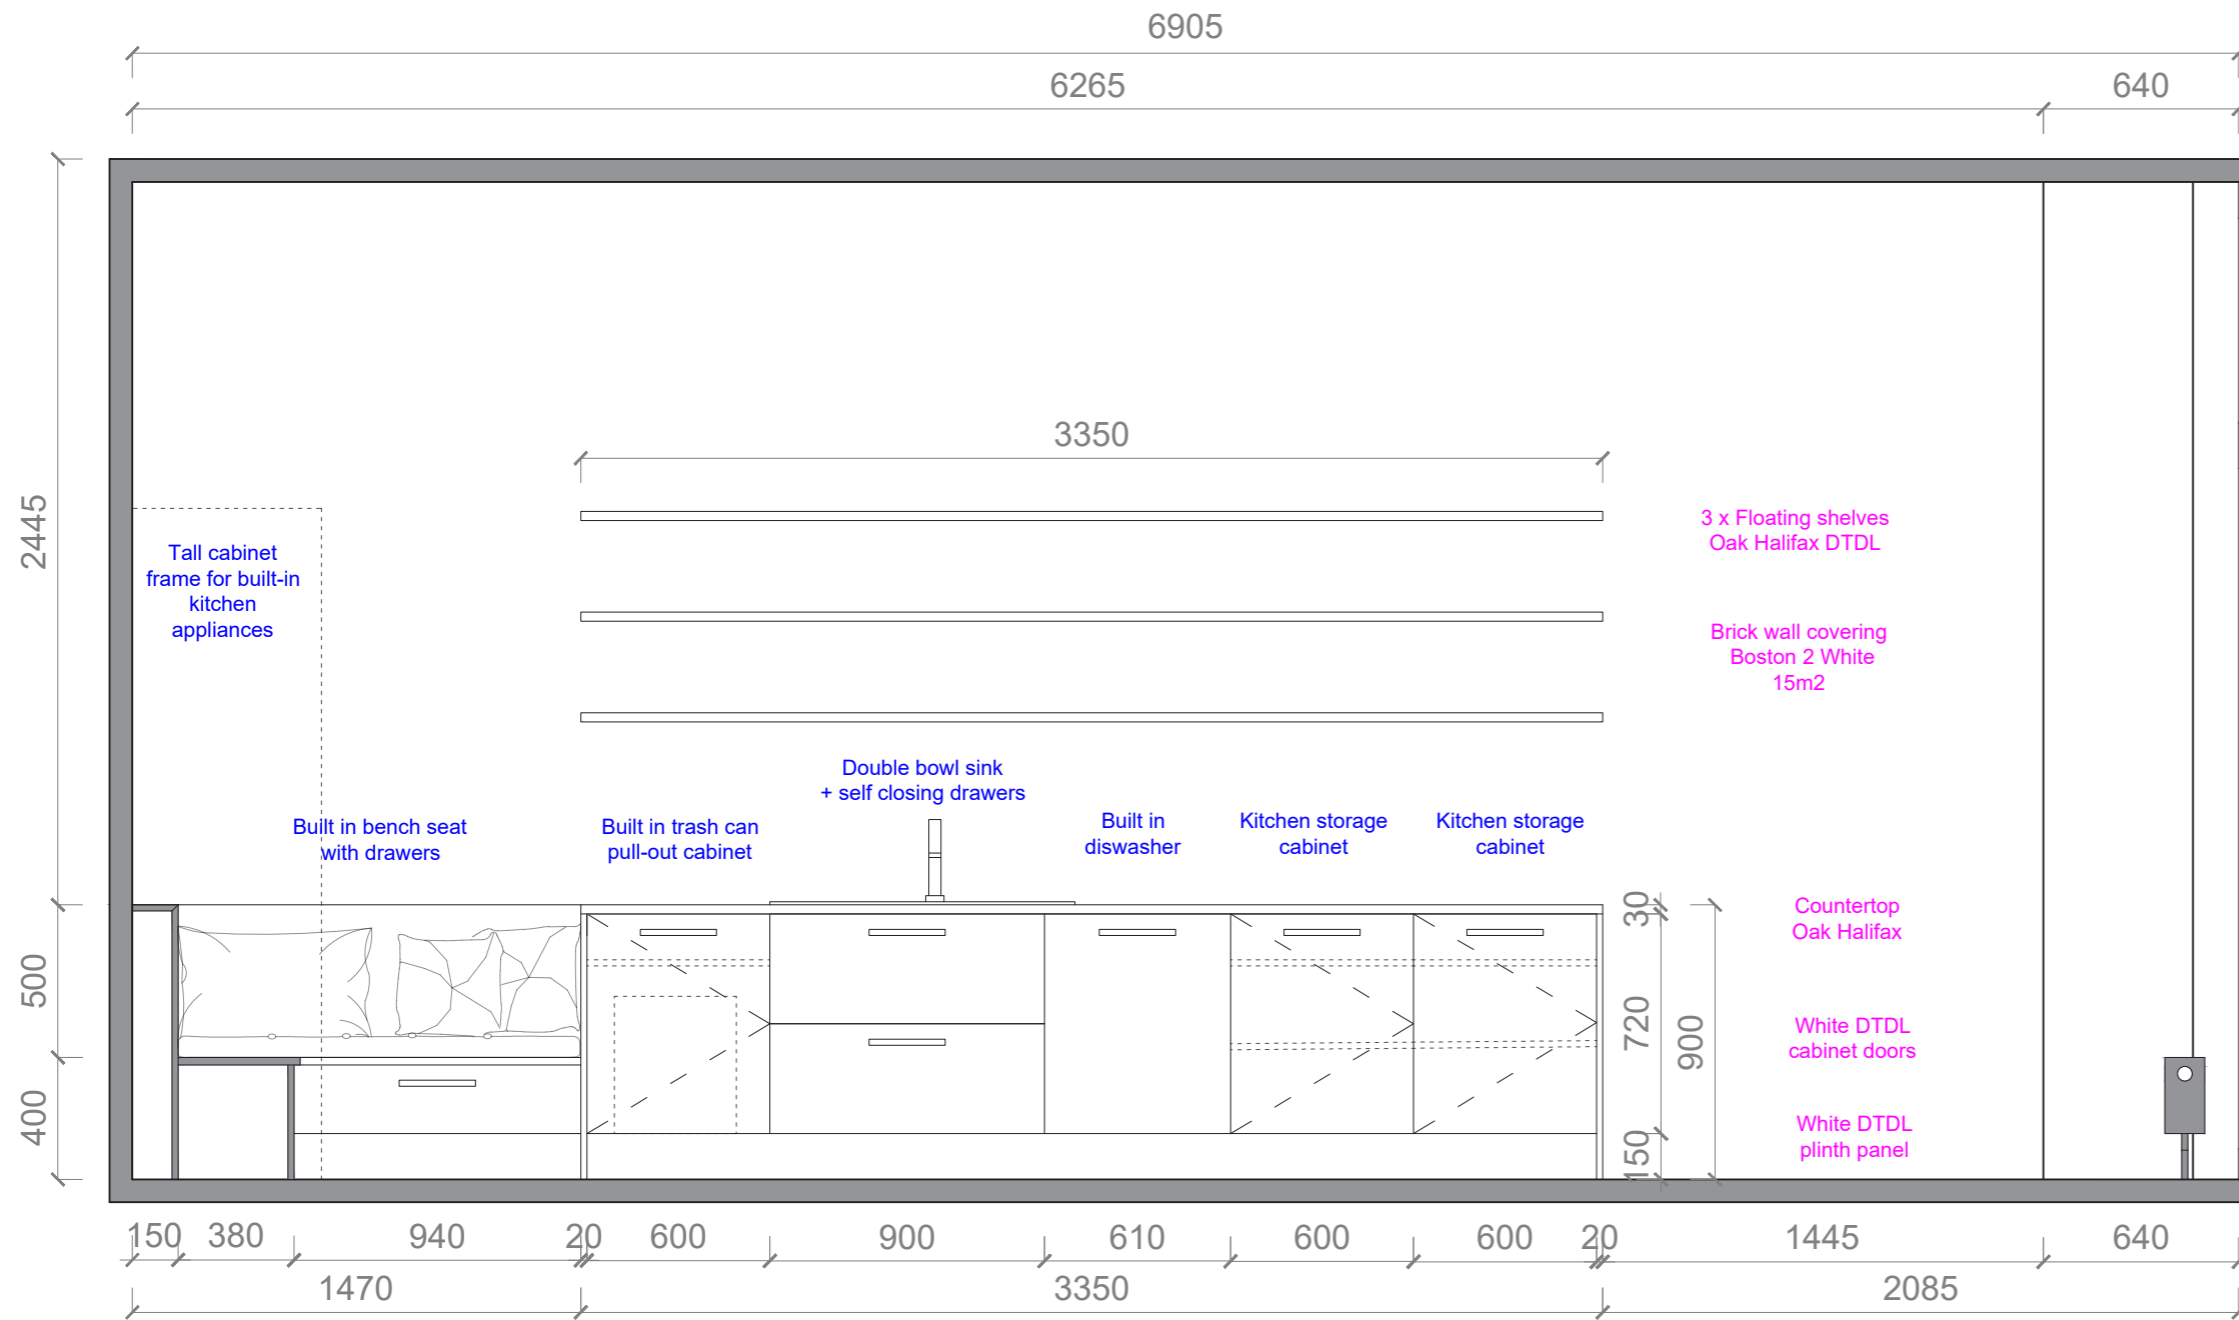 6905
6265
640
3350
2445
3 x Floating shelves
Oak Halifax DTDL
Tall cabinet
frame for built-in
kitchen
appliances
Brick wall covering
Boston 2 White
15m2
Double bowl sink
+ self closing drawers
Built in bench seat
with drawers
Built in trash can
pull-out cabinet
Built in
diswasher
Kitchen storage
cabinet
Kitchen storage
cabinet
Countertop
Oak Halifax
White DTDL
cabinet doors
White DTDL
plinth panel
500
400
30
720
150
900
150
380
940
20
600
900
610
600
600
20
1445
640
1470
3350
2085